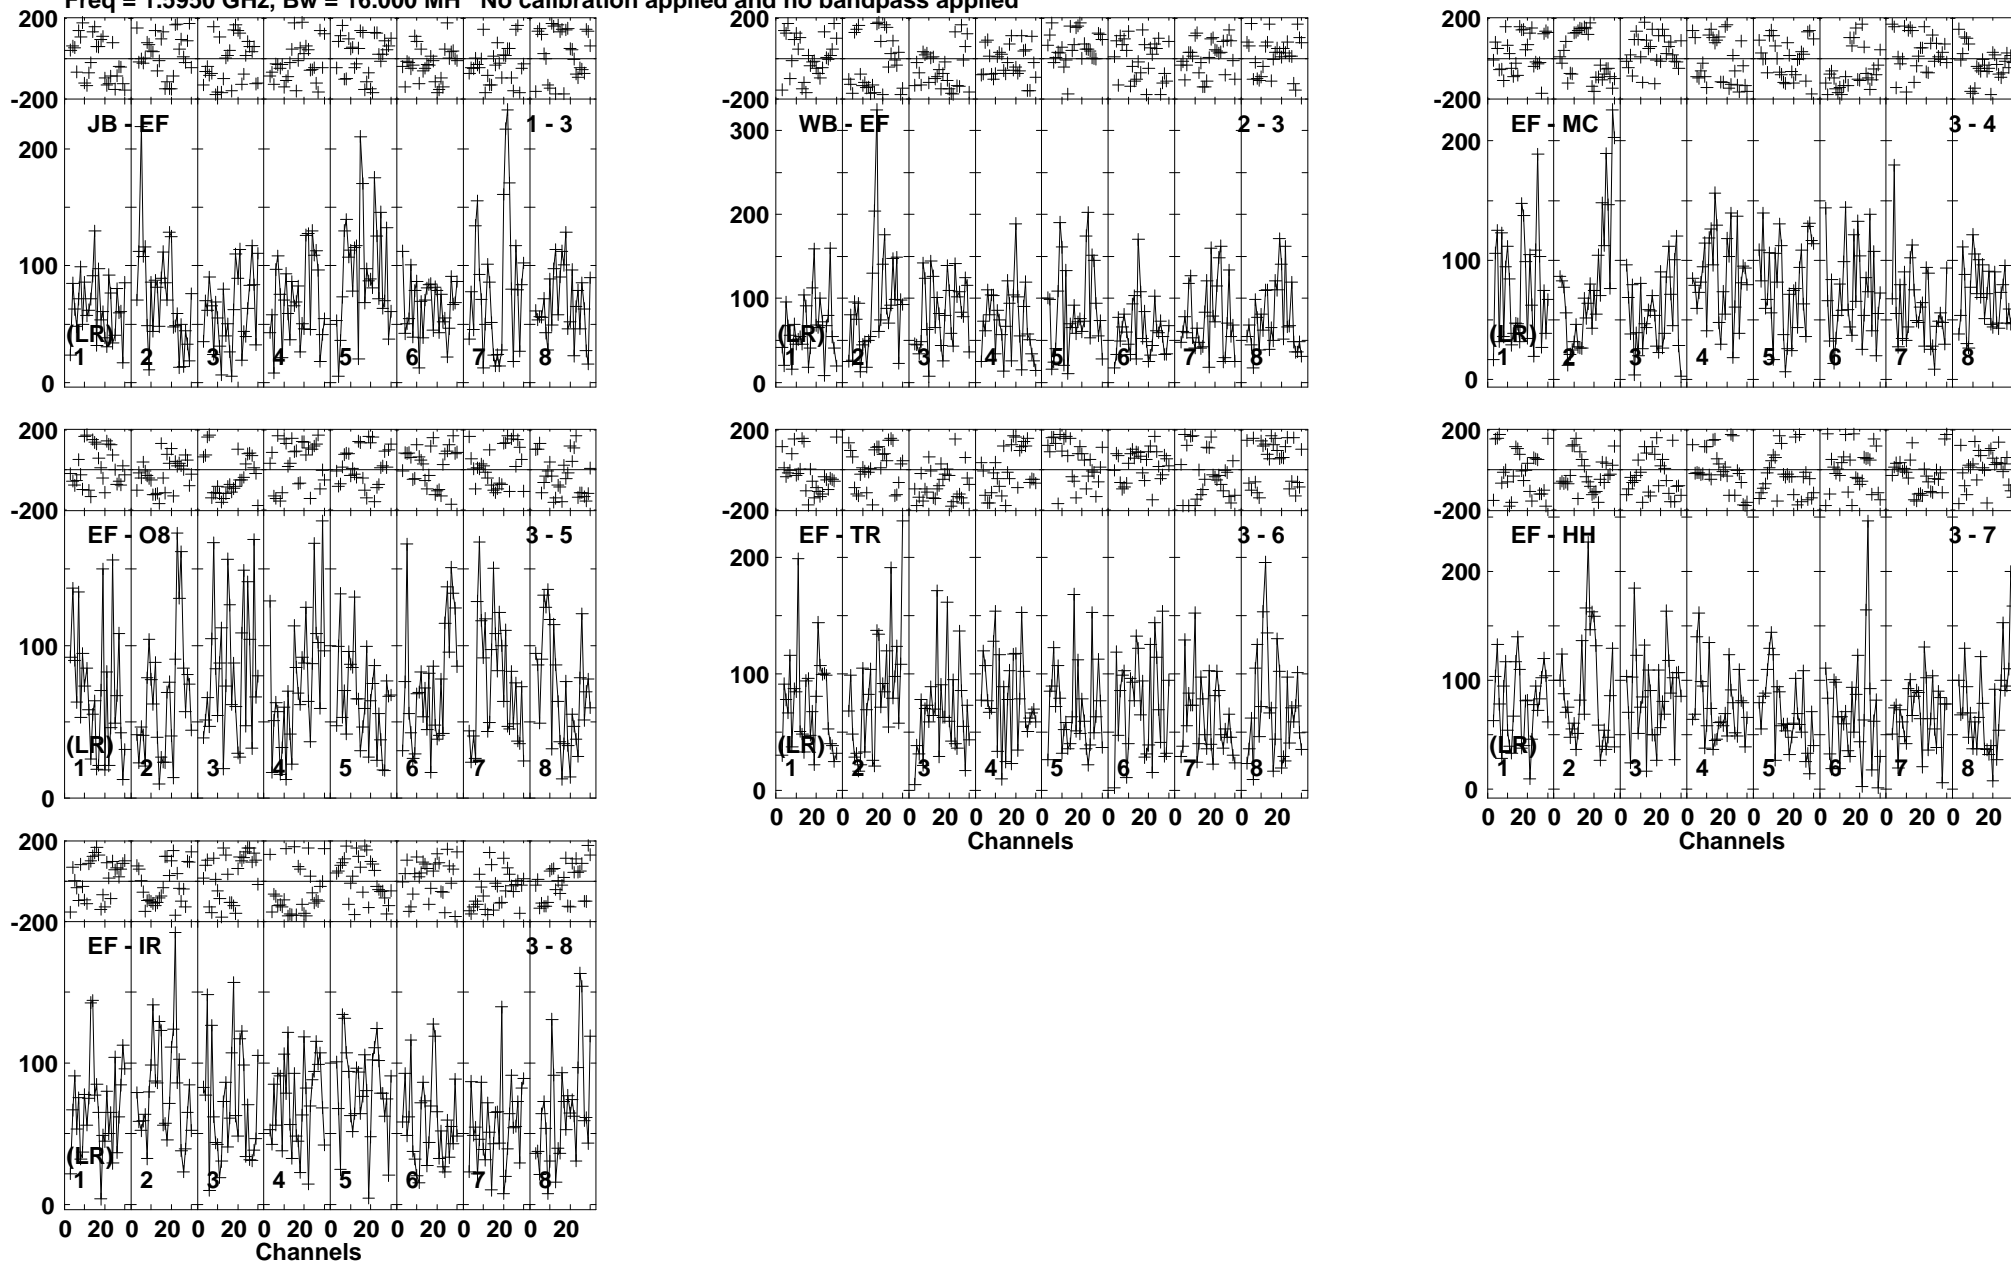 Freq = 1.5950 GHz, Bw = 16.000 MH No calibration applied and no bandpass applied
200
-200
JB - EF 1 - 3
200
100
0
(LR)
1 2 3 4 5 6 7 8
200
-200
WB - EF 2 - 3
300
200
100
0
(LR)
1 2 3 4 5 6 7 8
200
-200
EF - MC 3 - 4
200
100
0
(LR)
1 2 3 4 5 6 7 8
200
-200
EF - O8 3 - 5
100
0
(LR)
1 2 3 4 5 6 7 8
200
-200
EF - TR 3 - 6
200
100
0
(LR)
1 2 3 4 5 6 7 8
0 20 0 20 0 20 0 20 0 20 0 20 0 20 0 20
Channels
200
-200
EF - HH 3 - 7
200
100
0
(LR)
1 2 3 4 5 6 7 8
0 20 0 20 0 20 0 20 0 20 0 20 0 20 0 20
Channels
200
-200
EF - IR 3 - 8
100
0
(LR)
1 2 3 4 5 6 7 8
0 20 0 20 0 20 0 20 0 20 0 20 0 20 0 20
Channels